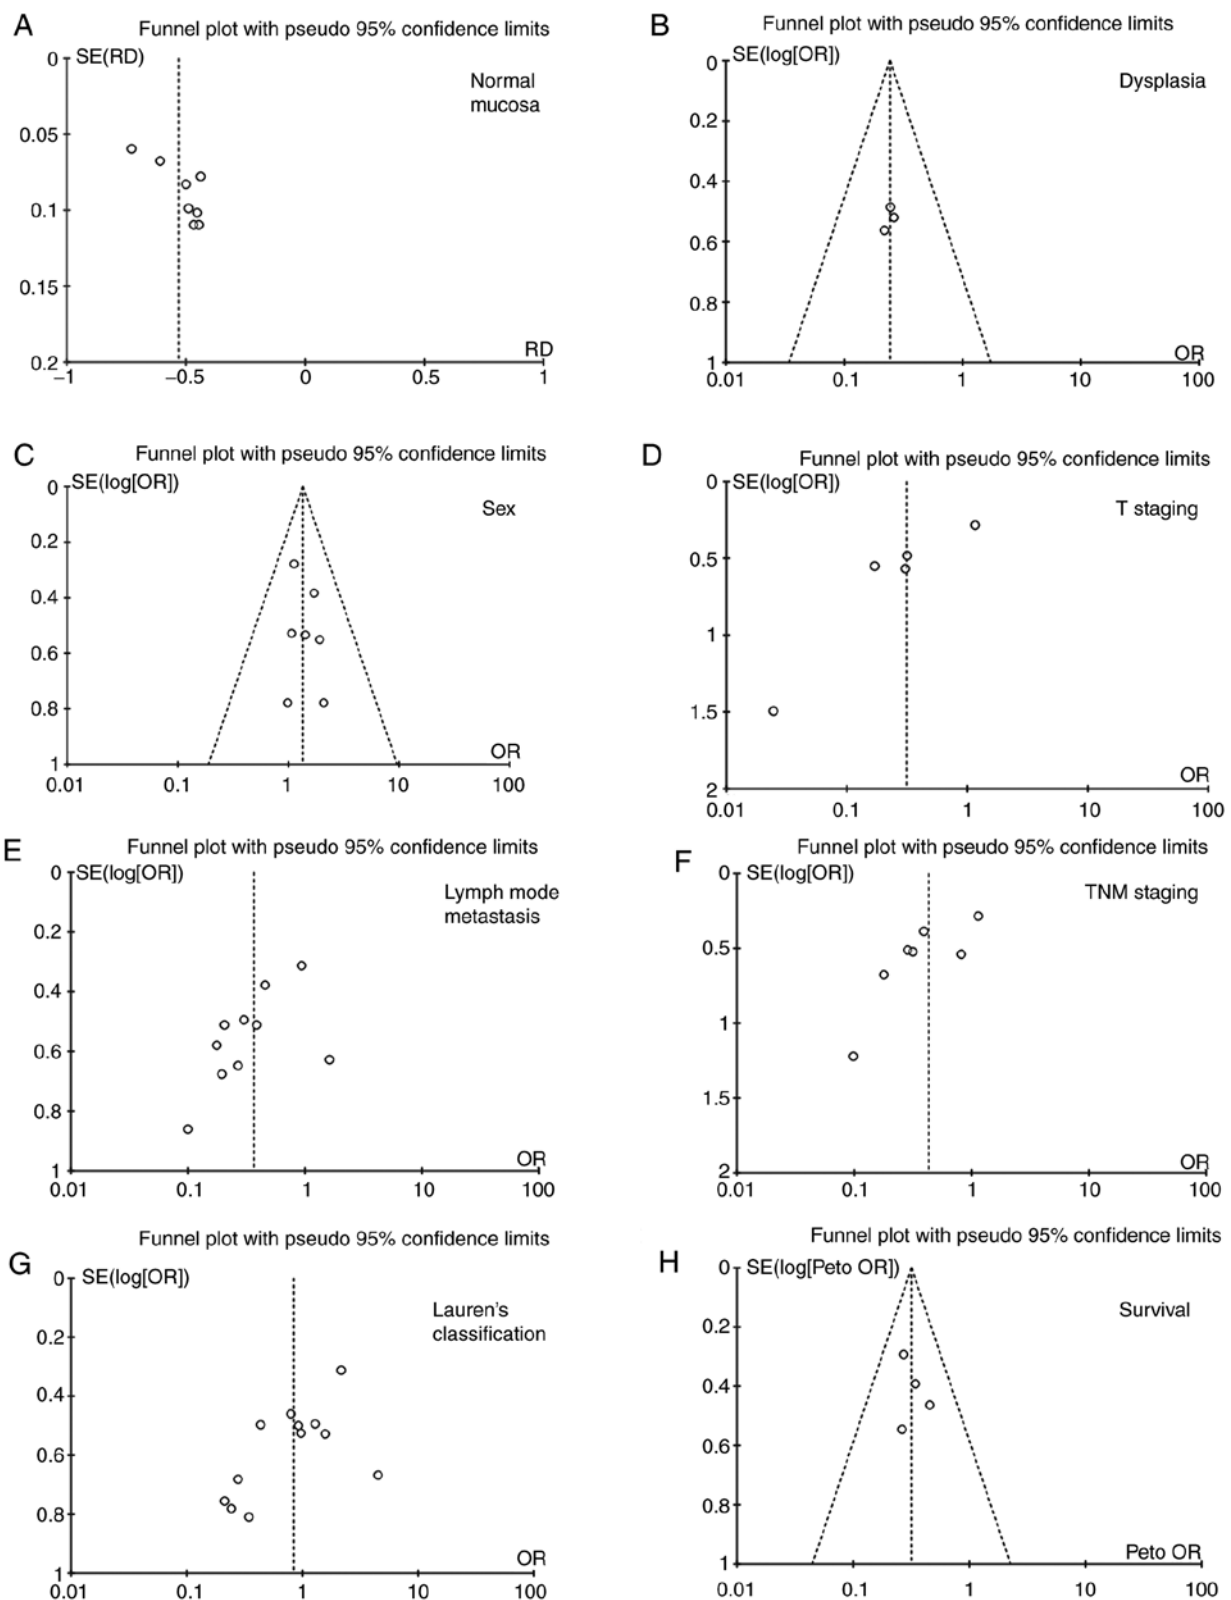 A
Funnel plot with pseudo 95% confidence limits
SE(RD)
Normal
mucosa
0
0.05
0.1
0.15
0.2
RD
−1
−0.5
0
0.5
1
B
Funnel plot with pseudo 95% confidence limits
SE(log[OR])
Dysplasia
0
0.2
0.4
0.6
0.8
1
OR
0.01
0.1
1
10
100
C
Funnel plot with pseudo 95% confidence limits
SE(log[OR])
Sex
0
0.2
0.4
0.6
0.8
1
OR
0.01
0.1
1
10
100
D
Funnel plot with pseudo 95% confidence limits
SE(log[OR])
T staging
0
0.5
1
1.5
2
OR
0.01
0.1
1
10
100
E
Funnel plot with pseudo 95% confidence limits
SE(log[OR])
Lymph mode
metastasis
0
0.2
0.4
0.6
0.8
1
OR
0.01
0.1
1
10
100
F
Funnel plot with pseudo 95% confidence limits
SE(log[OR])
TNM staging
0
0.5
1
1.5
2
OR
0.01
0.1
1
10
100
G
Funnel plot with pseudo 95% confidence limits
SE(log[OR])
Lauren's
classification
0
0.2
0.4
0.6
0.8
1
OR
0.01
0.1
1
10
100
H
Funnel plot with pseudo 95% confidence limits
SE(log[Peto OR])
Survival
0
0.2
0.4
0.6
0.8
1
Peto OR
0.01
0.1
1
10
100